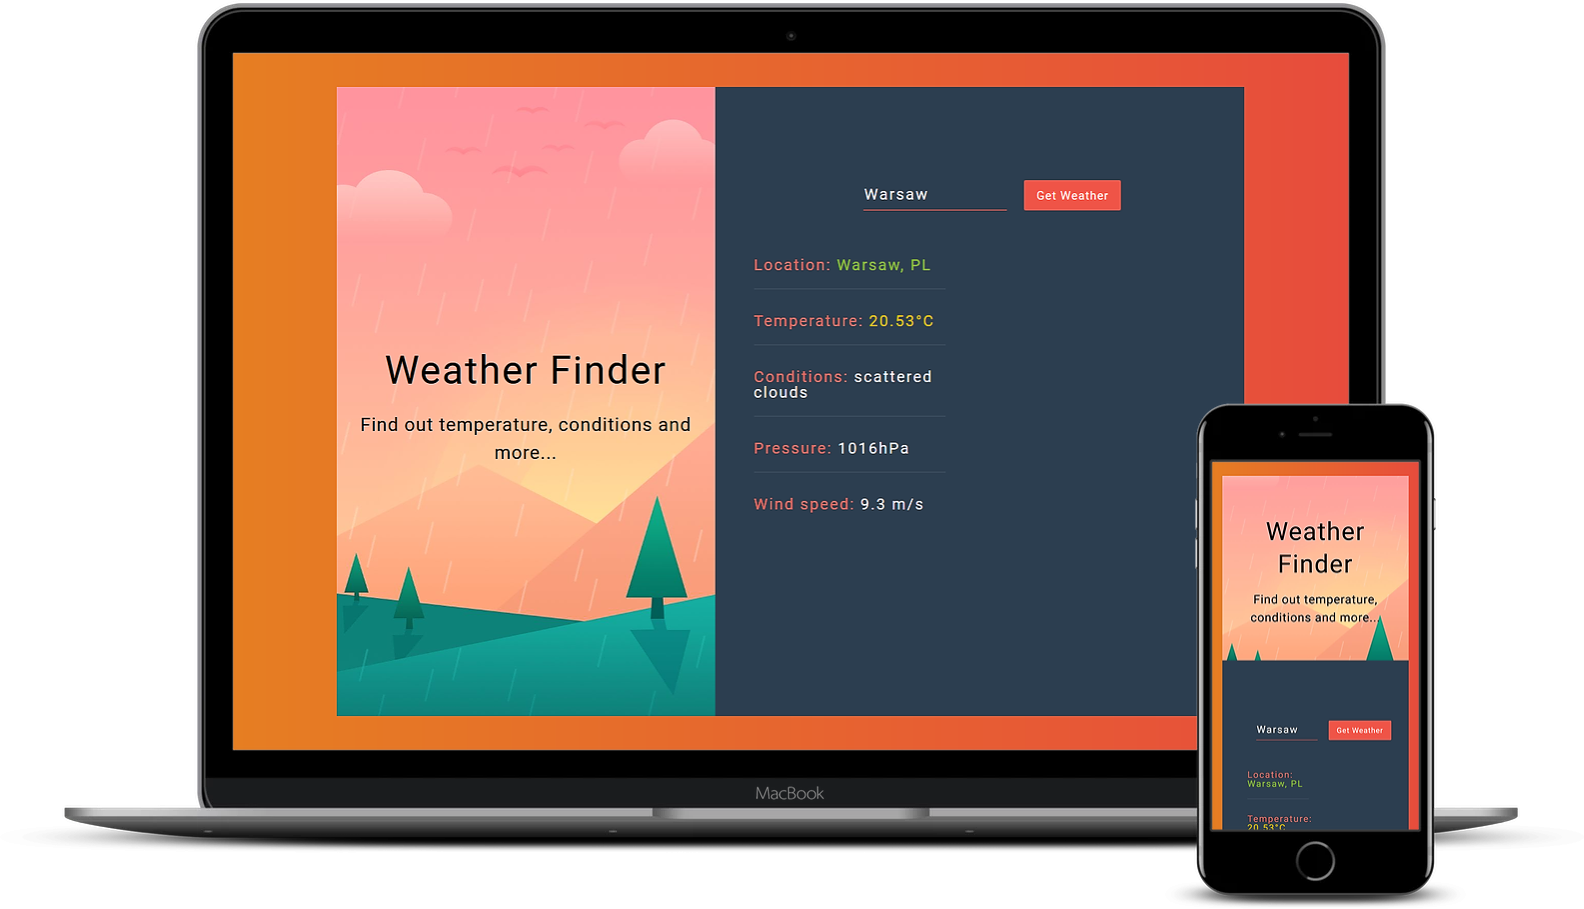 Warsaw
Get Weather
Location: Warsaw, PL
Temperature: 20.53°C
Conditions: scattered
clouds
Pressure: 1016hPa
Wind speed: 9.3 m/s
Weather Finder
Find out temperature, conditions and
more...
MacBook
Weather
Finder
Find out temperature,
conditions and more...
Warsaw
Get Weather
Location:
Warsaw, PL
Temperature:
20.53°C